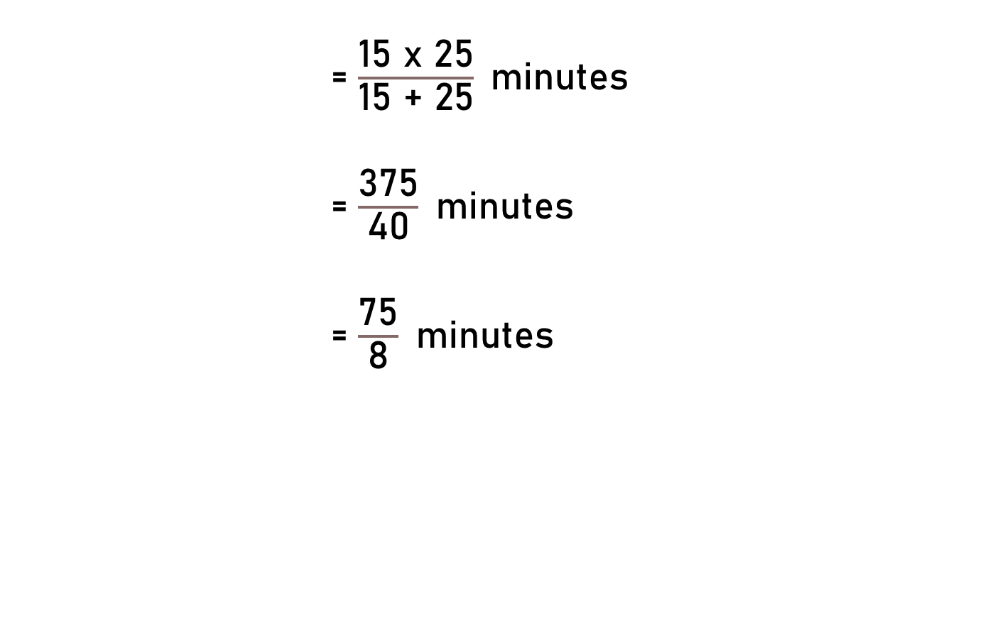 = 15 x 25 / 15 + 25 minutes
= 375 / 40 minutes
= 75 / 8 minutes